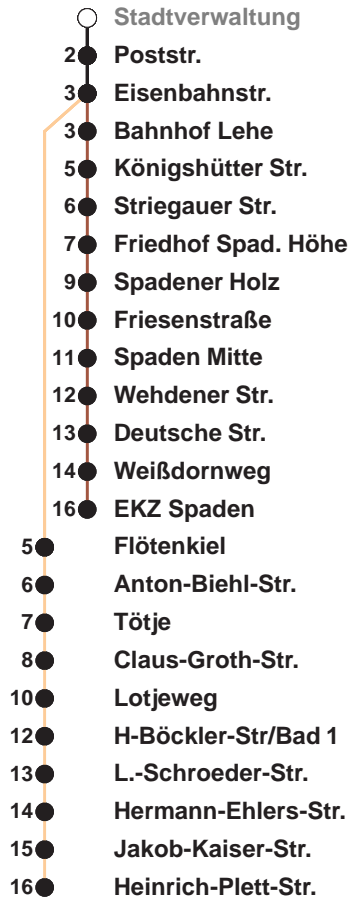 Stadtverwaltung
2 Poststr.
3 Eisenbahnstr.
3 Bahnhof Lehe
5 Königshütter Str.
6 Striegauer Str.
7 Friedhof Spad. Höhe
9 Spadener Holz
10 Friesenstraße
11 Spaden Mitte
12 Wehdener Str.
13 Deutsche Str.
14 Weißdornweg
16 EKZ Spaden
5 Flötenkiel
6 Anton-Biehl-Str.
7 Tötje
8 Claus-Groth-Str.
10 Lotjeweg
12 H-Böckler-Str/Bad 1
13 L.-Schroeder-Str.
14 Hermann-Ehlers-Str.
15 Jakob-Kaiser-Str.
16 Heinrich-Plett-Str.